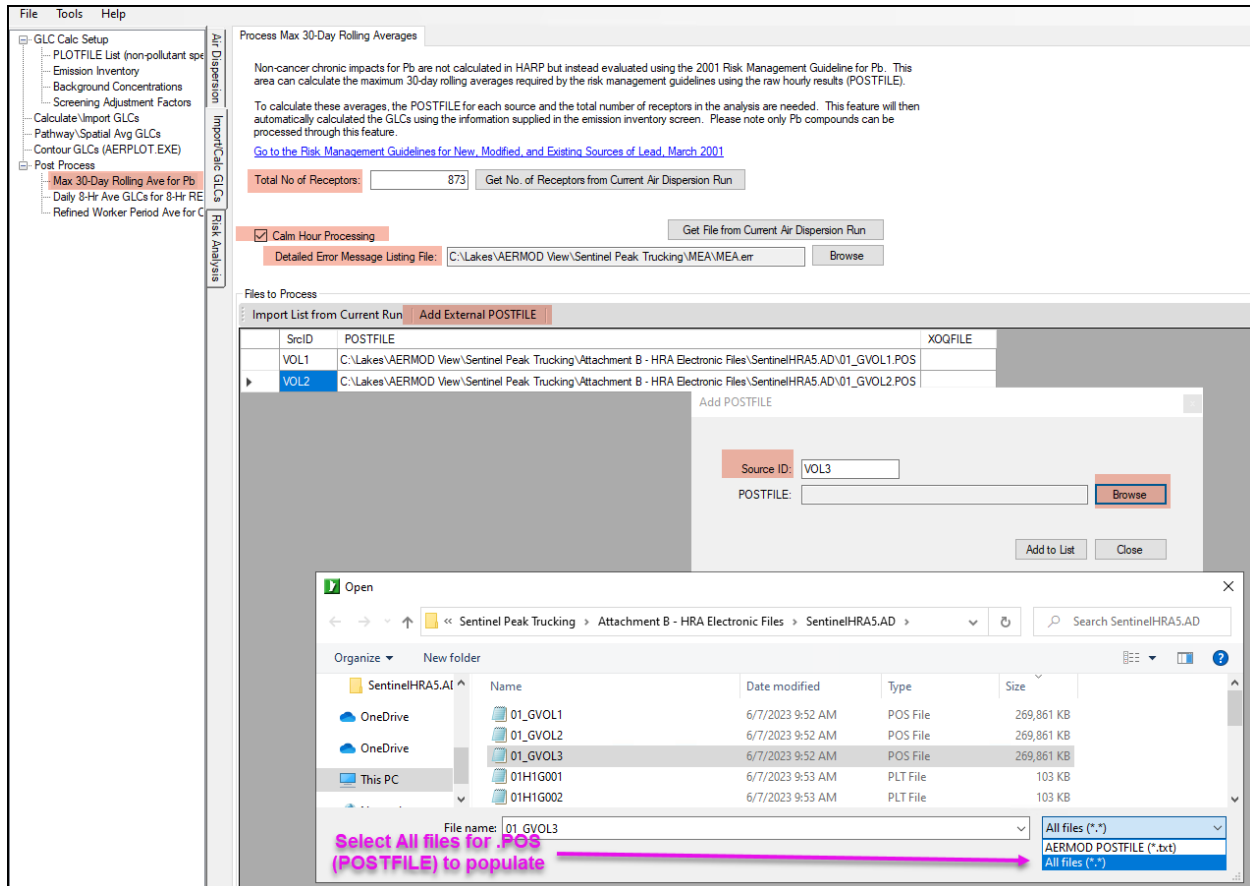 File Tools Help
GLC Calc Setup
PLOTFILE List (non-pollutant spe
Emission Inventory
Background Concentrations
Screening Adjustment Factors
Calculate\Import GLCs
Pathway\Spatial Avg GLCs
Contour GLCs (AERPLOT.EXE)
Post Process
Max 30-Day Rolling Ave for Pb
Daily 8-Hr Ave GLCs for 8-Hr RE
Refined Worker Period Ave for C
Air Dispersion
Import/Calc GLCs
Risk Analysis
Process Max 30-Day Rolling Averages
Non-cancer chronic impacts for Pb are not calculated in HARP but instead evaluated using the 2001 Risk Management Guideline for Pb. This
area can calculate the maximum 30-day rolling averages required by the risk management guidelines using the raw hourly results (POSTFILE).
To calculate these averages, the POSTFILE for each source and the total number of receptors in the analysis are needed. This feature will then
automatically calculated the GLCs using the information supplied in the emission inventory screen. Please note only Pb compounds can be
processed through this feature.
Go to the Risk Management Guidelines for New, Modified, and Existing Sources of Lead, March 2001
Total No of Receptors: 873 Get No. of Receptors from Current Air Dispersion Run
Calm Hour Processing Get File from Current Air Dispersion Run
Detailed Error Message Listing File: C:\Lakes\AERMOD View\Sentinel Peak Trucking\MEA\MEA.err Browse
Files to Process
Import List from Current Run Add External POSTFILE
SrcID POSTFILE XOQFILE
VOL1 C:\Lakes\AERMOD View\Sentinel Peak Trucking\Attachment B - HRA Electronic Files\SentinelHRA5.AD\01_GVOL1.POS
VOL2 C:\Lakes\AERMOD View\Sentinel Peak Trucking\Attachment B - HRA Electronic Files\SentinelHRA5.AD\01_GVOL2.POS
Add POSTFILE
Source ID: VOL3
POSTFILE: Browse
Add to List Close
Open
« Sentinel Peak Trucking › Attachment B - HRA Electronic Files › SentinelHRA5.AD › Search SentinelHRA5.AD
Organize New folder
SentinelHRA5.AD Name Date modified Type Size
OneDrive 01_GVOL1 6/7/2023 9:52 AM POS File 269,861 KB
01_GVOL2 6/7/2023 9:52 AM POS File 269,861 KB
OneDrive 01_GVOL3 6/7/2023 9:53 AM POS File 269,861 KB
This PC 01H1G001 6/7/2023 9:53 AM PLT File 103 KB
01H1G002 6/7/2023 9:53 AM PLT File 103 KB
File name: 01_GVOL3 All files (*.*)
AERMOD POSTFILE (*.txt)
All files (*.*)
Select All files for .POS
(POSTFILE) to populate